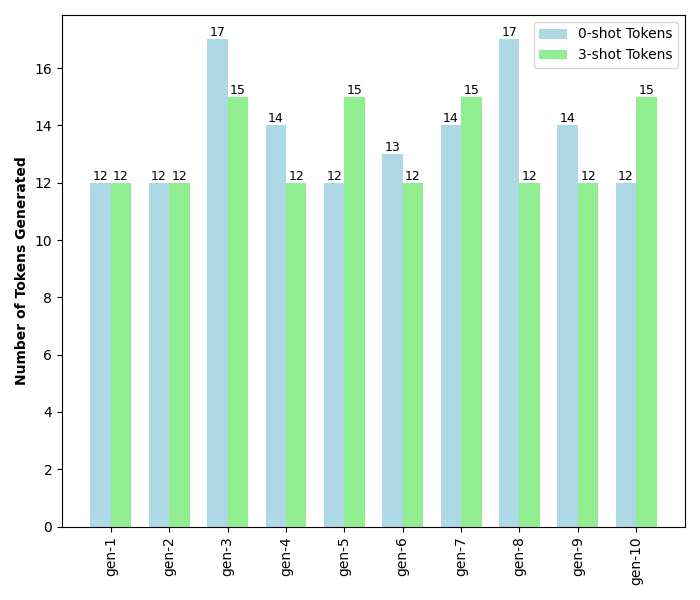 0-shot Tokens
3-shot Tokens
Number of Tokens Generated
16
14
12
10
8
6
4
2
0
12 12 12 12 17 15 14 12 12 15 13 12 14 15 17 12 14 12 12 15
gen-1 gen-2 gen-3 gen-4 gen-5 gen-6 gen-7 gen-8 gen-9 gen-10